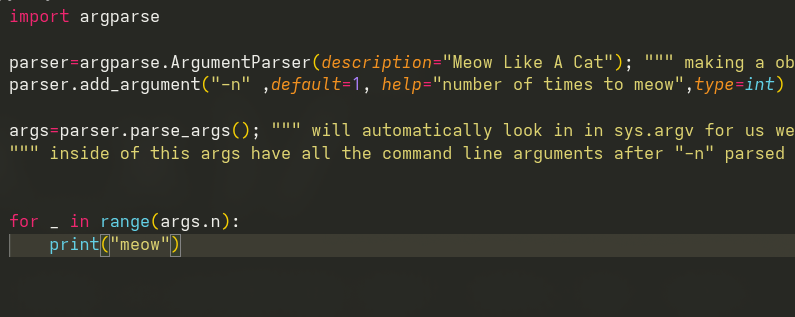 import argparse
parser=argparse.ArgumentParser(description="Meow Like A Cat"); """ making a ob
parser.add_argument("-n" ,default=1, help="number of times to meow",type=int)
args=parser.parse_args(); """ will automatically look in in sys.argv for us we
""" inside of this args have all the command line arguments after "-n" parsed
for _ in range(args.n):
    print("meow")